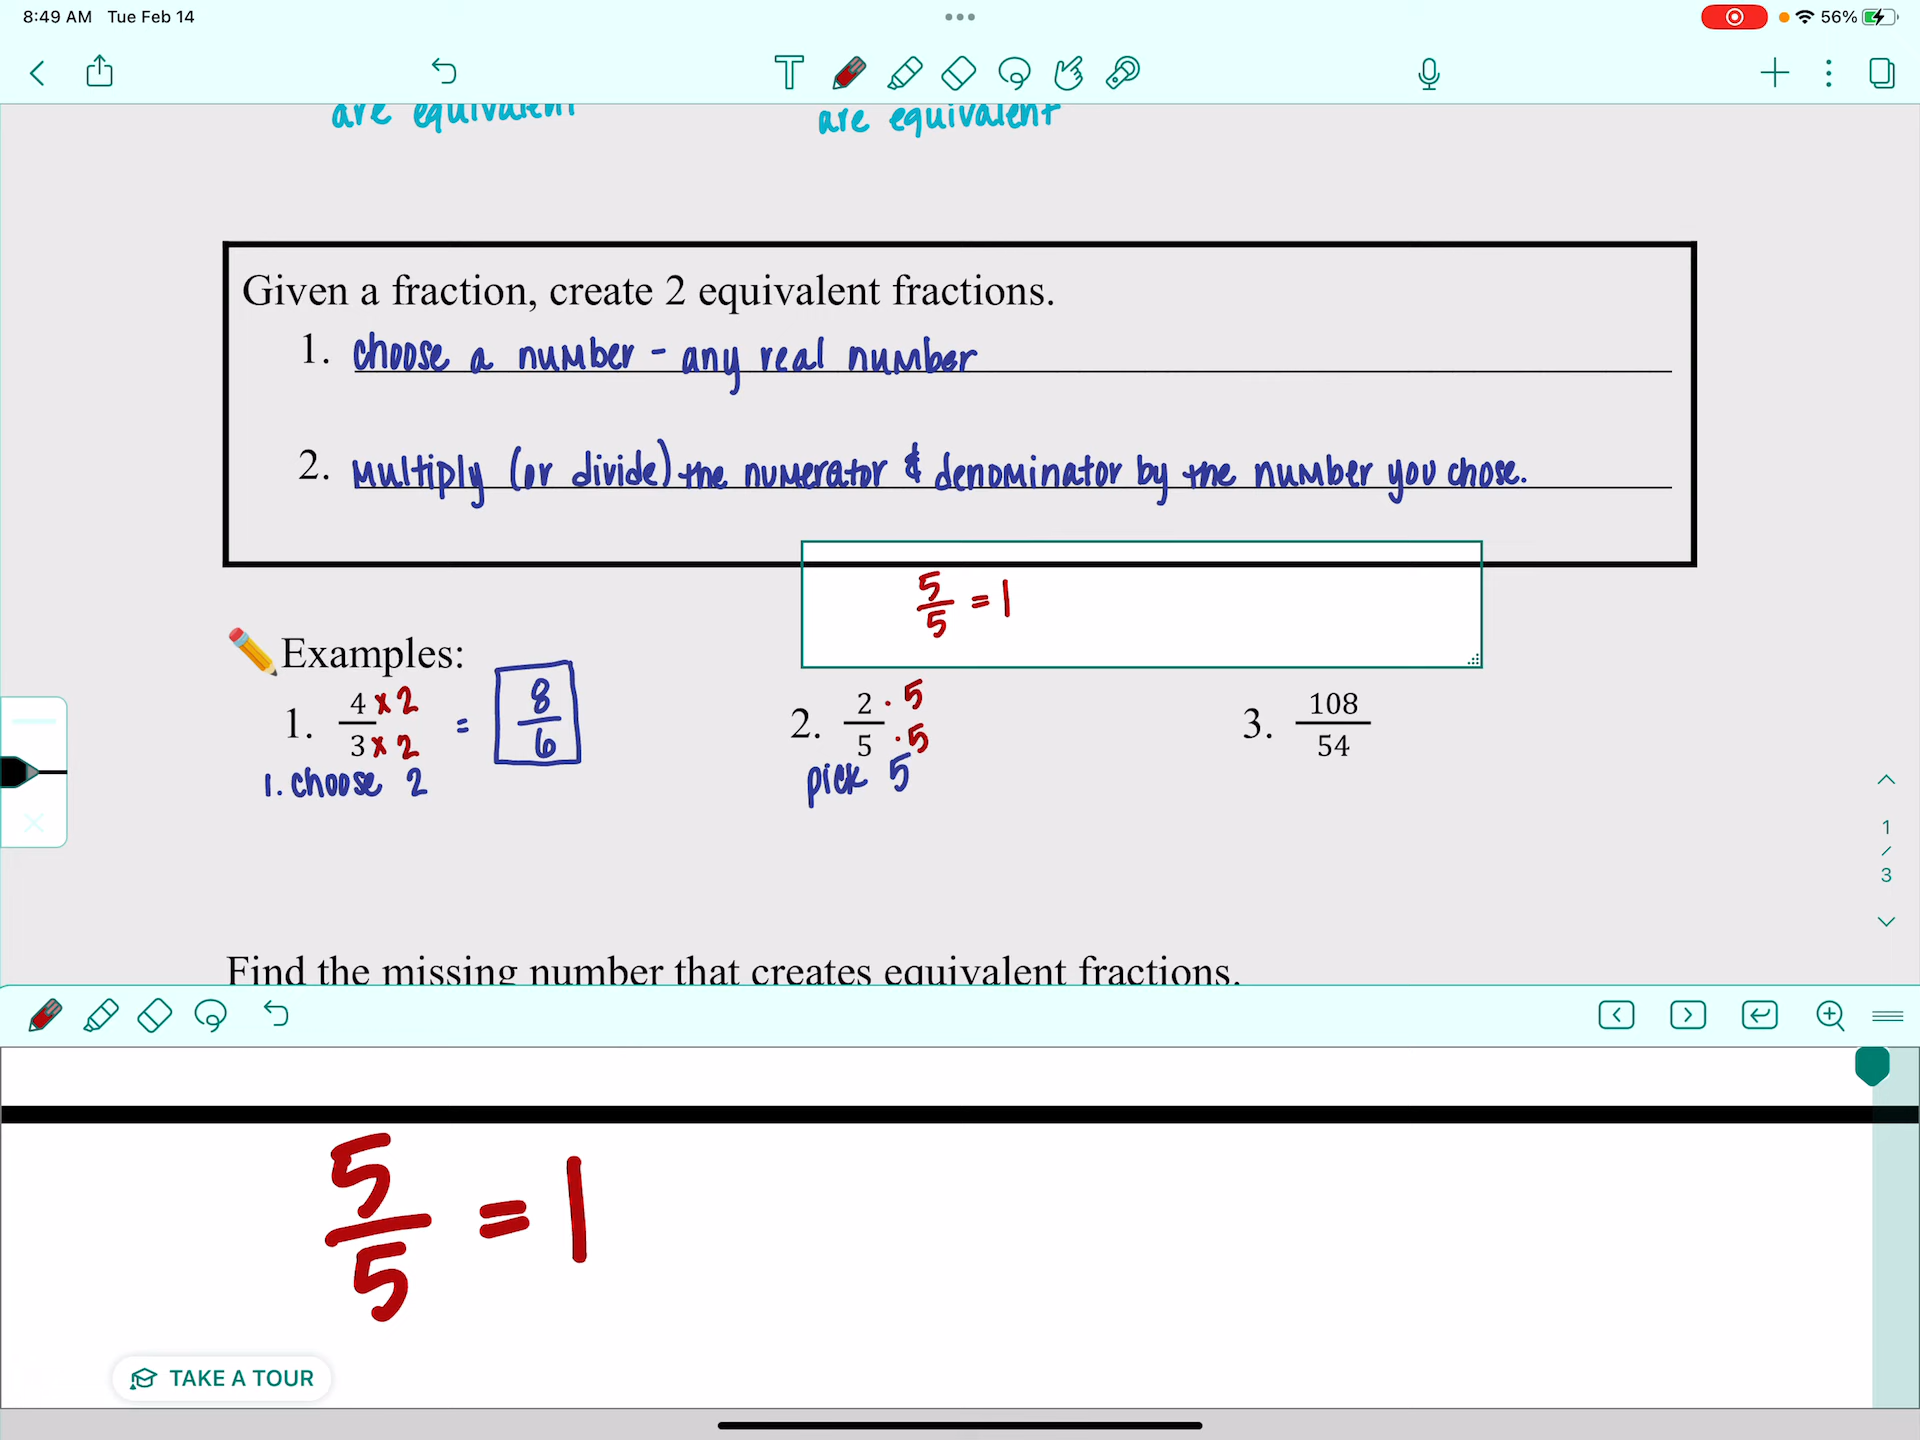 8:49 AM Tue Feb 14
56%
T
are equivalent
are equivalent
Given a fraction, create 2 equivalent fractions.
1. choose a number - any real number
2. multiply (or divide) the numerator & denominator by the number you chose.
5/5 = 1
Examples:
1. 4/3 × 2 × 2 = 8/6
1. choose 2
2. 2/5 · 5 · 5
pick 5
3. 108/54
1
/
3
Find the missing number that creates equivalent fractions.
5/5 = 1
TAKE A TOUR